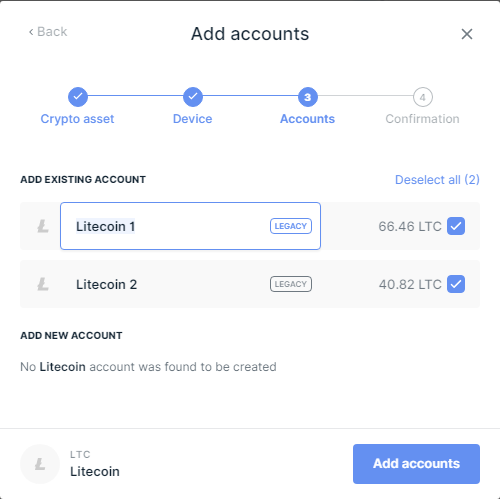 ‹ Back
Add accounts
3
4
Crypto asset
Device
Accounts
Confirmation
ADD EXISTING ACCOUNT
Deselect all (2)
Litecoin 1
LEGACY
66.46 LTC
Litecoin 2
LEGACY
40.82 LTC
ADD NEW ACCOUNT
No Litecoin account was found to be created
LTC
Litecoin
Add accounts